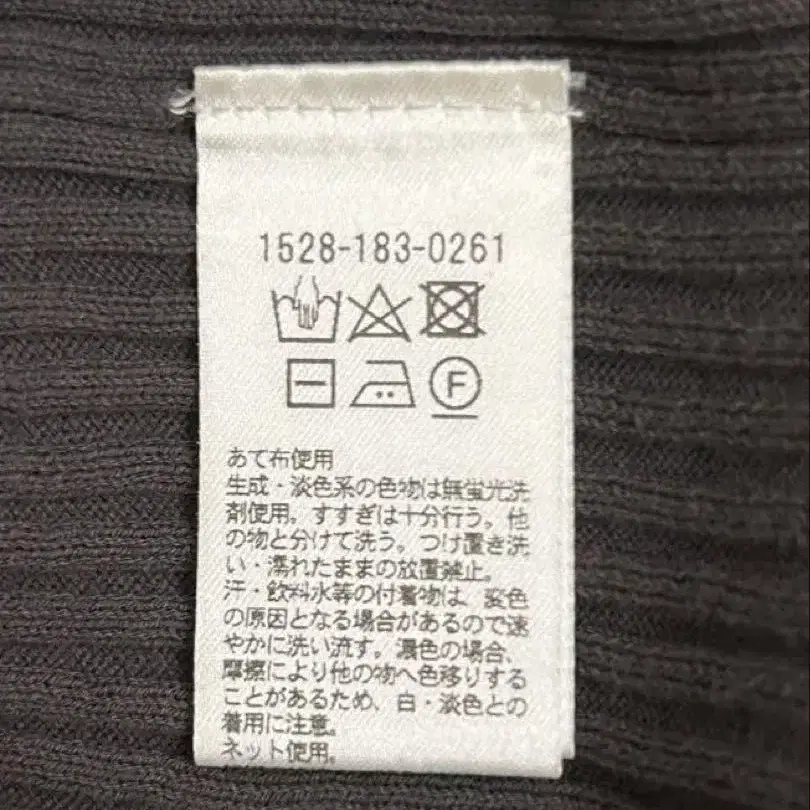 1528-183-0261
F
あて布使用
生成・淡色系の色物は無蛍光洗
剤使用。すすぎは十分行う。他
の物と分けて洗う。つけ置き洗
い・濡れたままの放置禁止。
汗・飲料水等の付着物は、変色
の原因となる場合があるので速
やかに洗い流す。濃色の場合、
摩擦により他の物へ色移りする
ことがあるため、白・淡色との
着用に注意。
ネット使用。